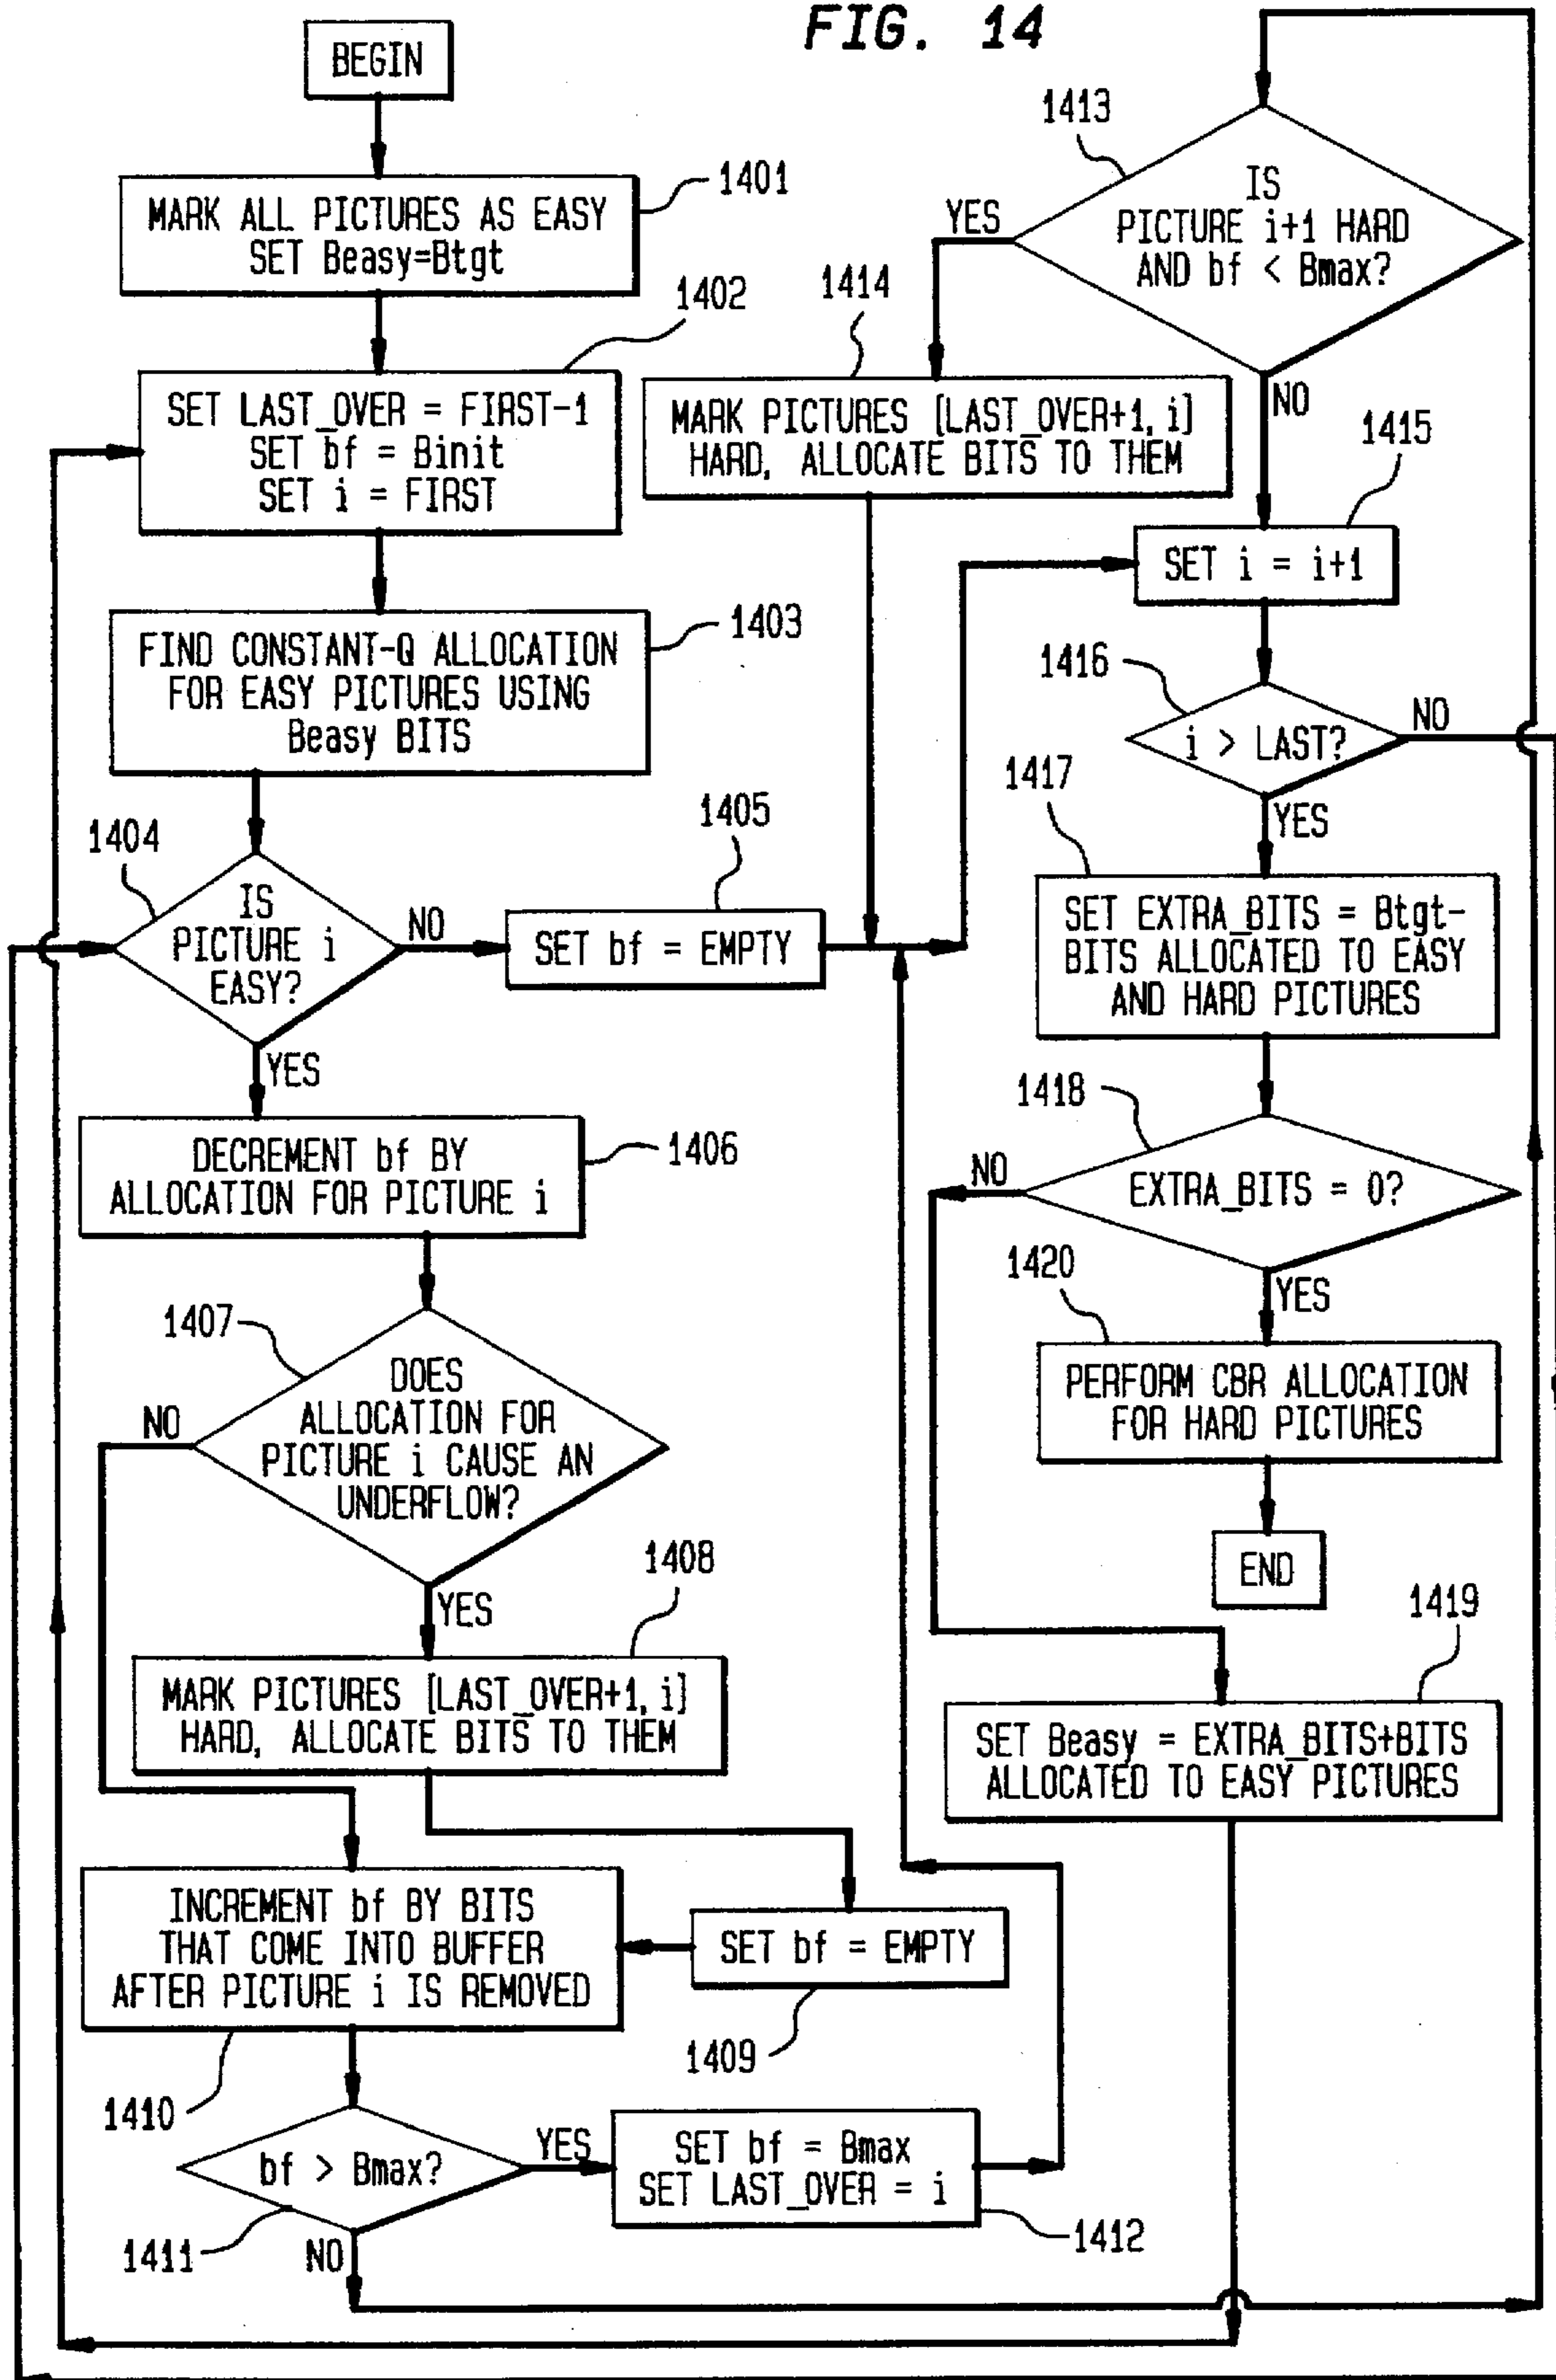 FIG. 14
BEGIN
1401
MARK ALL PICTURES AS EASY
SET Beasy=Btgt
1402
SET LAST_OVER = FIRST-1
SET bf = Binit
SET i = FIRST
1403
FIND CONSTANT-Q ALLOCATION
FOR EASY PICTURES USING
Beasy BITS
1404
IS
PICTURE i
EASY?
NO
YES
1405
SET bf = EMPTY
DECREMENT bf BY
ALLOCATION FOR PICTURE i
1406
1407
DOES
ALLOCATION FOR
PICTURE i CAUSE AN
UNDERFLOW?
NO
YES
1408
MARK PICTURES [LAST_OVER+1, i]
HARD, ALLOCATE BITS TO THEM
SET bf = EMPTY
1409
INCREMENT bf BY BITS
THAT COME INTO BUFFER
AFTER PICTURE i IS REMOVED
1410
bf > Bmax?
1411
YES
NO
SET bf = Bmax
SET LAST_OVER = i
1412
1413
IS
PICTURE i+1 HARD
AND bf < Bmax?
YES
NO
1414
MARK PICTURES [LAST_OVER+1, i]
HARD, ALLOCATE BITS TO THEM
1415
SET i = i+1
1416
i > LAST?
NO
YES
1417
SET EXTRA_BITS = Btgt-
BITS ALLOCATED TO EASY
AND HARD PICTURES
1418
EXTRA_BITS = 0?
NO
YES
1420
PERFORM CBR ALLOCATION
FOR HARD PICTURES
END
1419
SET Beasy = EXTRA_BITS+BITS
ALLOCATED TO EASY PICTURES